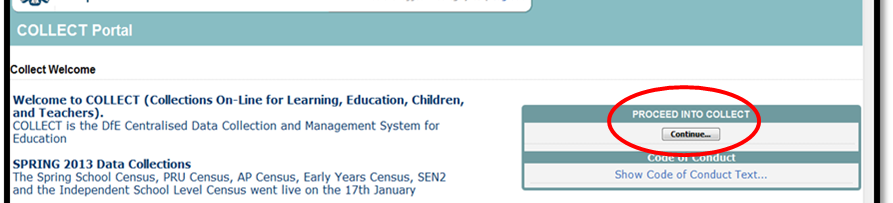 COLLECT Portal
Collect Welcome
Welcome to COLLECT (Collections On-Line for Learning, Education, Children,
and Teachers).
COLLECT is the DfE Centralised Data Collection and Management System for
Education
SPRING 2013 Data Collections
The Spring School Census, PRU Census, AP Census, Early Years Census, SEN2
and the Independent School Level Census went live on the 17th January
PROCEED INTO COLLECT
Continue...
Code of Conduct
Show Code of Conduct Text...